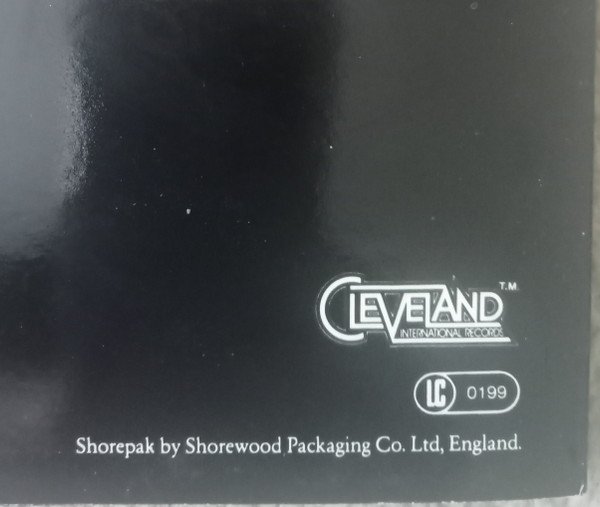 CLEVELAND T.M.
INTERNATIONAL RECORDS
LC 0199
Shorepak by Shorewood Packaging Co. Ltd, England.